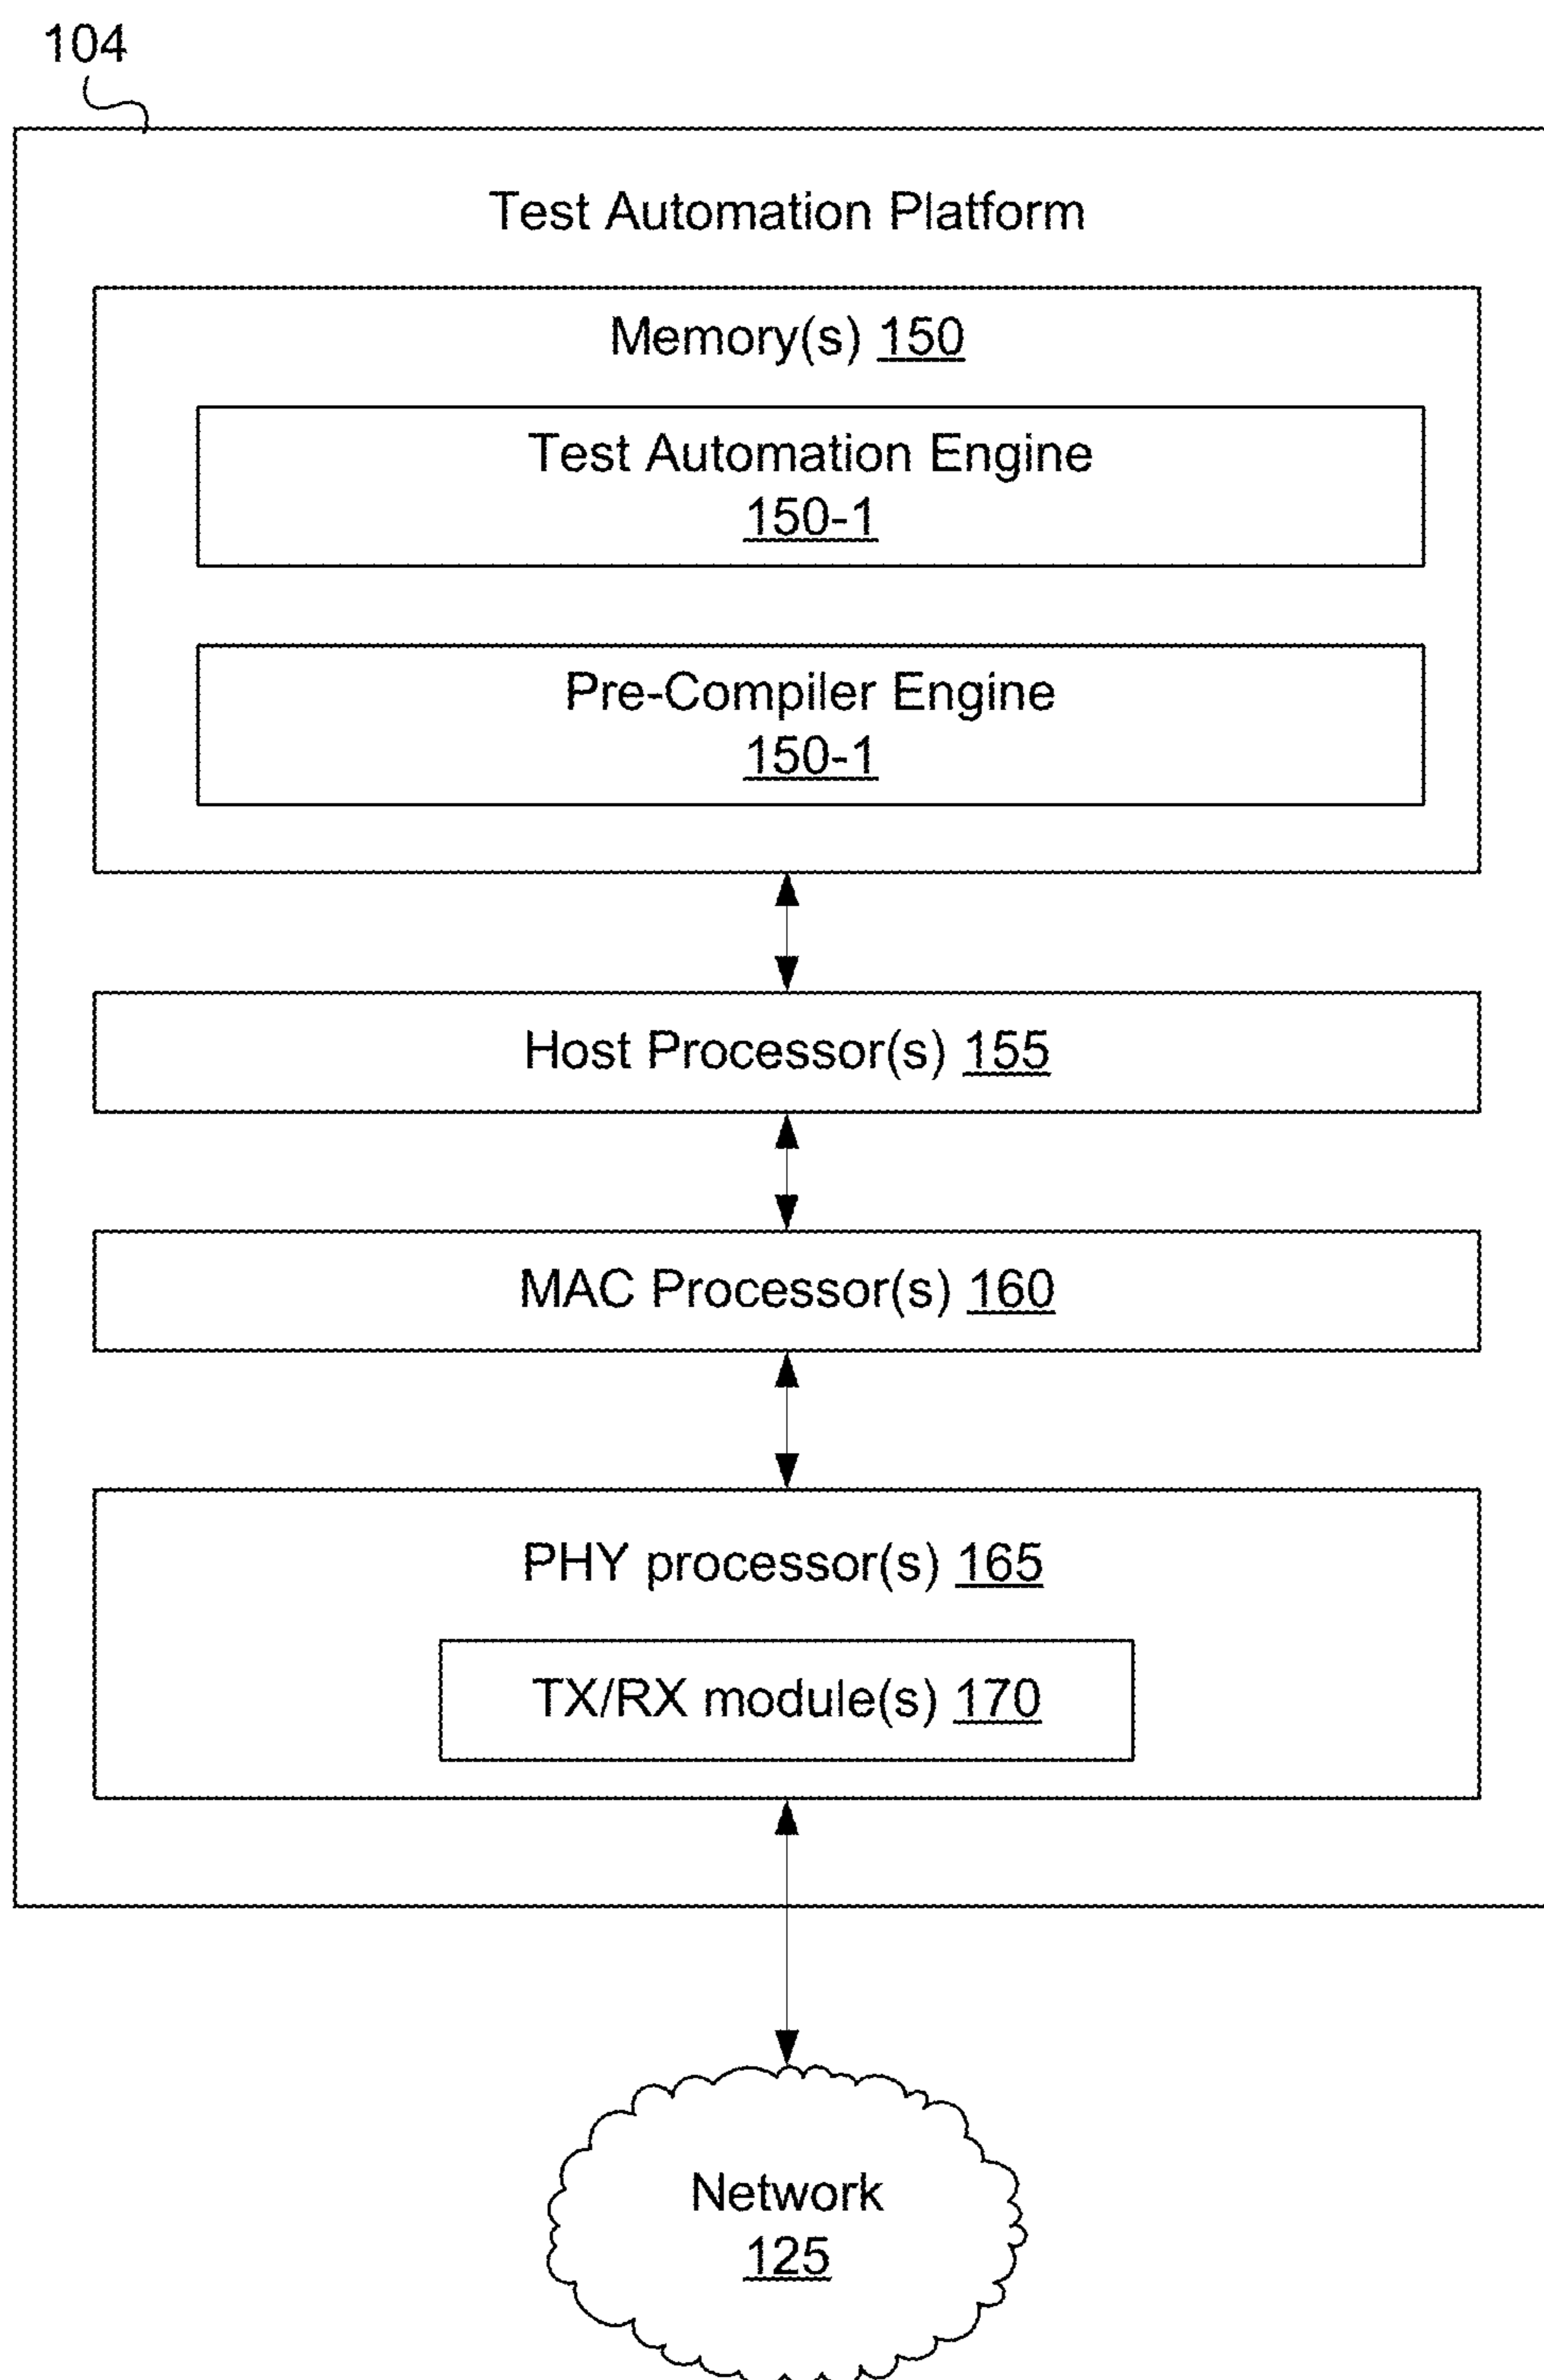 104
Test Automation Platform
Memory(s) 150
Test Automation Engine
150-1
Pre-Compiler Engine
150-1
Host Processor(s) 155
MAC Processor(s) 160
PHY processor(s) 165
TX/RX module(s) 170
Network
125